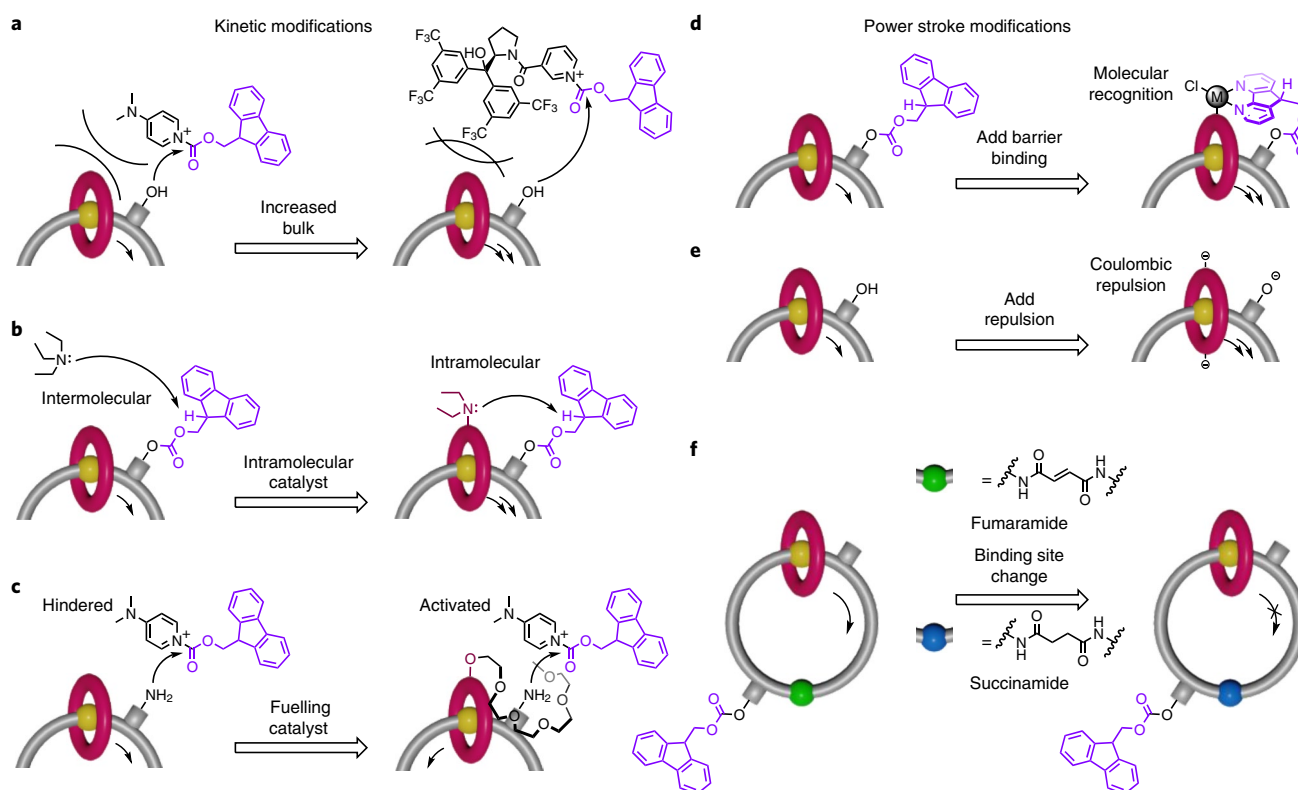 a
Kinetic modifications
F3C
CF3
HO
N
O
N
+
F3C
CF3
O
O
N
N
+
O
O
OH
Increased
bulk
OH
b
N:
Intermolecular
H
O
O
O
Intramolecular
catalyst
Intramolecular
N:
H
O
O
O
c
Hindered
N
N
+
O
O
NH2
Fuelling
catalyst
Activated
N
N
+
O
O
O
O
O
O
O
O
O
NH2
d
Power stroke modifications
H
O
O
O
Add barrier
binding
Molecular
recognition
Cl
M
N
N
H
O
O
e
OH
Add
repulsion
Coulombic
repulsion
⊖
O
⊖
⊖
f
=
N
H
O
O
H
N
Fumaramide
Binding site
change
=
N
H
O
O
H
N
Succinamide
O
O
O
O
O
O